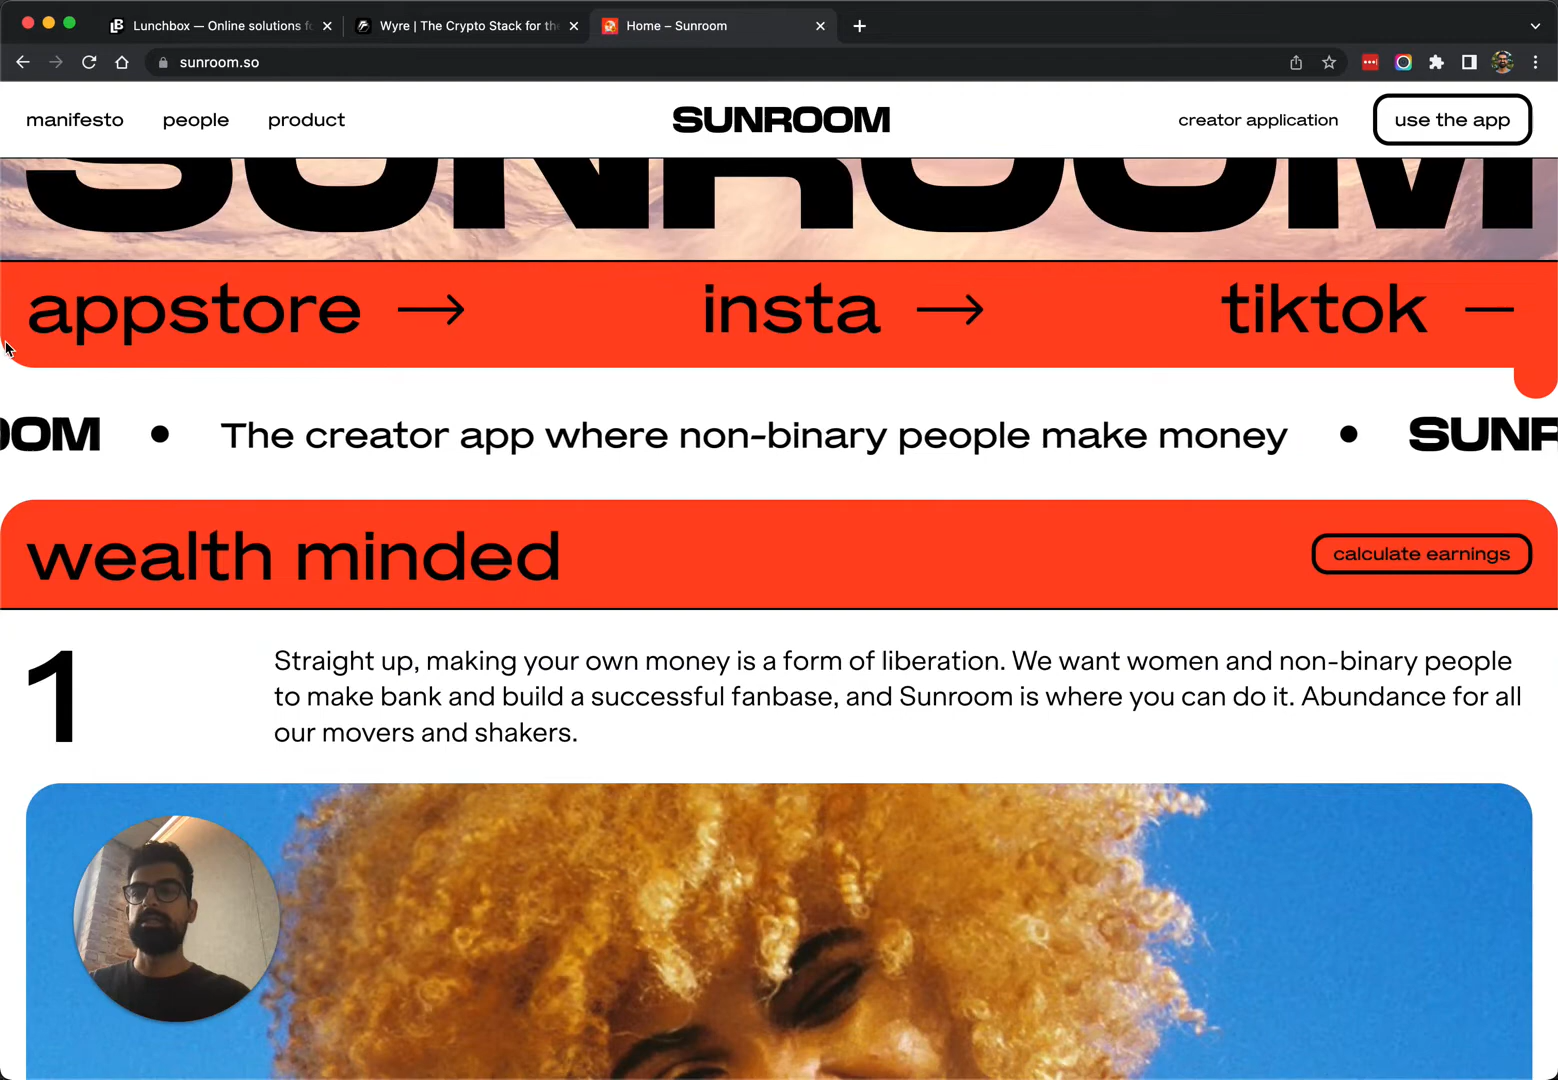 Lunchbox — Online solutions
Wyre | The Crypto Stack for the
Home – Sunroom
sunroom.so
manifesto
people
product
SUNROOM
creator application
use the app
SUNROOM
appstore
insta
tiktok
OOM • The creator app where non-binary people make money • SUNR
wealth minded
calculate earnings
1
Straight up, making your own money is a form of liberation. We want women and non-binary people
to make bank and build a successful fanbase, and Sunroom is where you can do it. Abundance for all
our movers and shakers.